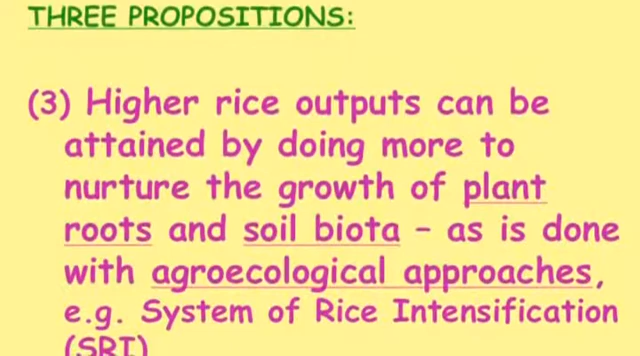 THREE PROPOSITIONS:
(3) Higher rice outputs can be
attained by doing more to
nurture the growth of plant
roots and soil biota – as is done
with agroecological approaches,
e.g. System of Rice Intensification
(SRI)